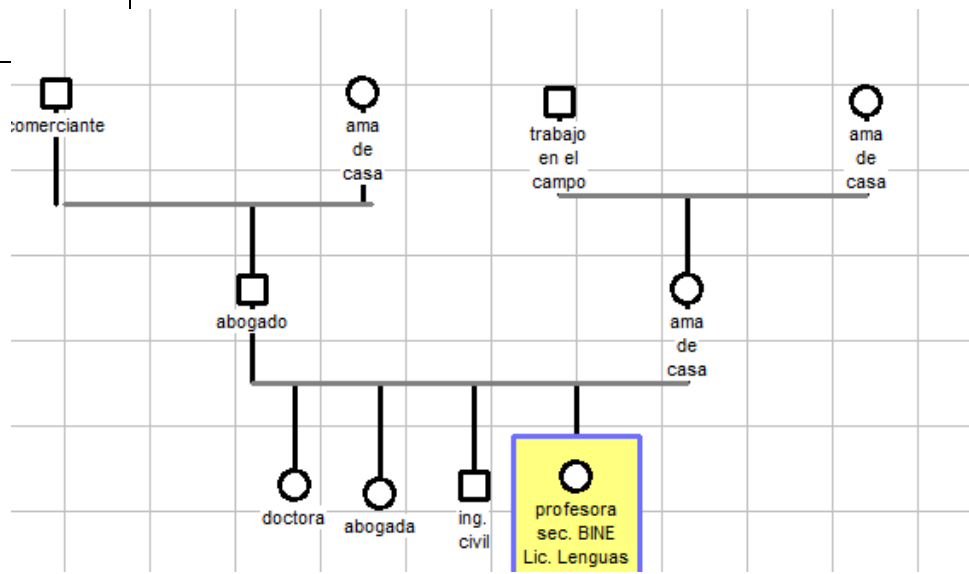 comerciante
ama
de
casa
trabajo
en el
campo
ama
de
casa
abogado
ama
de
casa
doctora
abogada
ing.
civil
profesora
sec. BINE
Lic. Lenguas